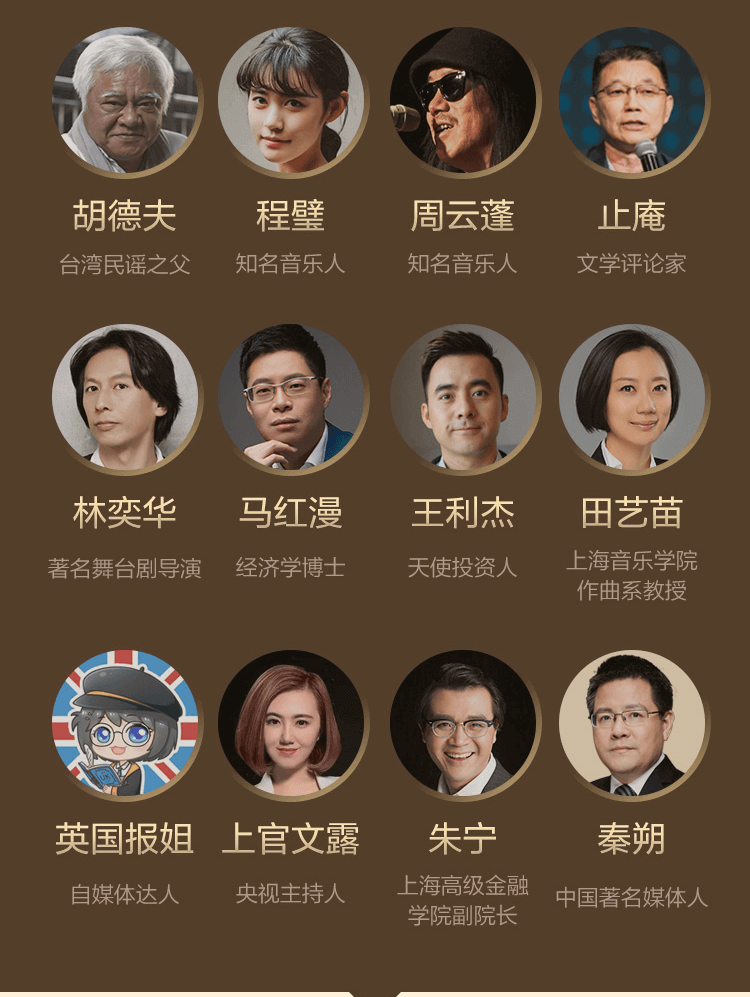 胡德夫 程璧 周云蓬 止庵
台湾民谣之父 知名音乐人 知名音乐人 文学评论家
林奕华 马红漫 王利杰 田艺苗
著名舞台剧导演 经济学博士 天使投资人 上海音乐学院
作曲系教授
英国报姐 上官文露 朱宁 秦朔
自媒体达人 央视主持人 上海高级金融 中国著名媒体人
学院副院长